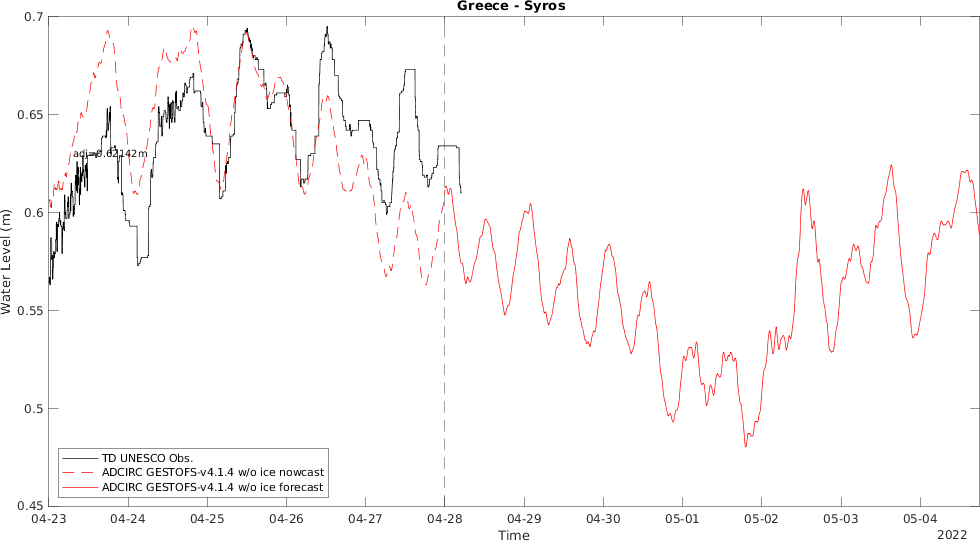 Greece - Syros
0.7
0.65
0.6
0.55
0.5
0.45
Water Level (m)
adj=0.62142m
TD UNESCO Obs.
ADCIRC GESTOFS-v4.1.4 w/o ice nowcast
ADCIRC GESTOFS-v4.1.4 w/o ice forecast
04-23 04-24 04-25 04-26 04-27 04-28 04-29 04-30 05-01 05-02 05-03 05-04
Time
2022